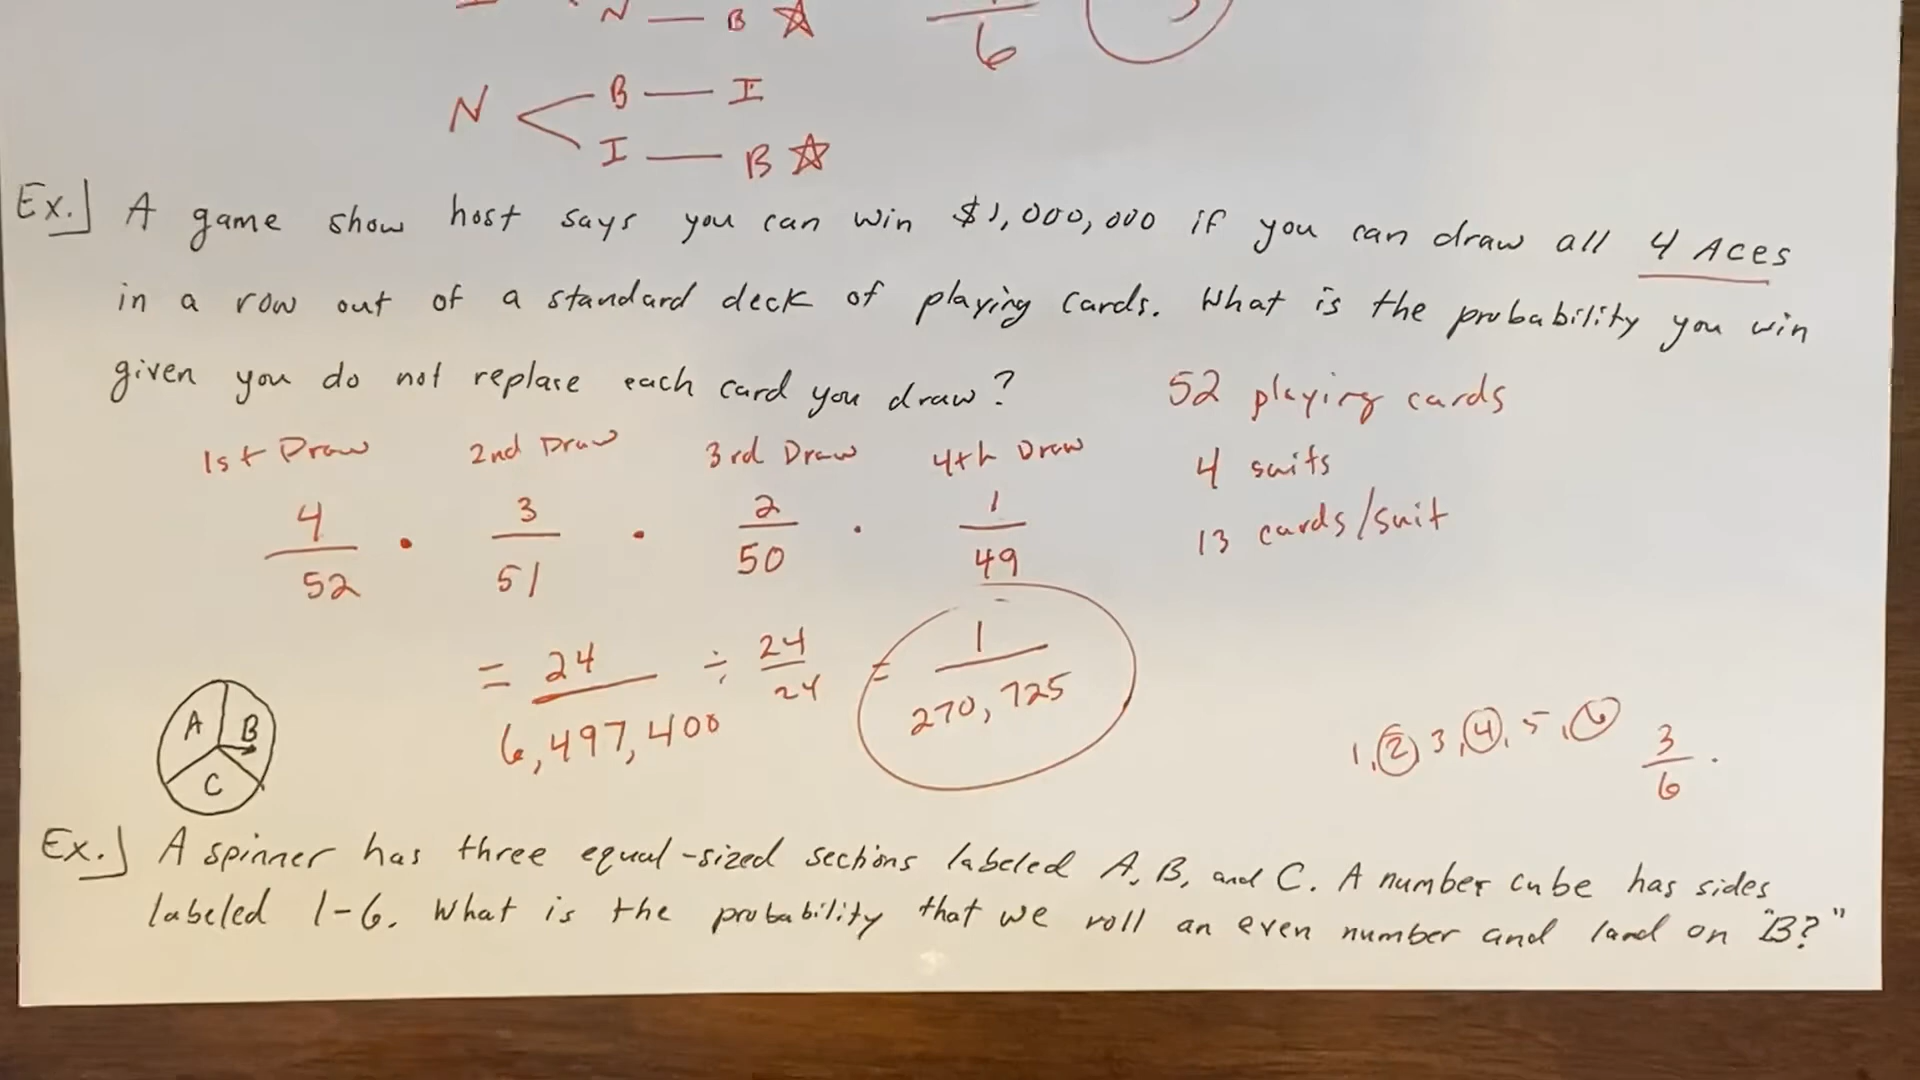 N — B ☆
6
N < B — I
I — B ☆
Ex.] A game show host says you can win $1,000,000 if you can draw all 4 Aces
in a row out of a standard deck of playing cards. What is the probability you win
given you do not replase each card you draw?
52 playing cards
4 suits
13 cards/suit
1st Draw 2nd Draw 3rd Draw 4th Draw
4/52 · 3/51 · 2/50 · 1/49
= 24/6,497,400 ÷ 24/24 = 1/270,725
A B C
1, 2, 3, 4, 5, 6 3/6 ·
Ex.] A spinner has three equal-sized sections labeled A, B, and C. A number cube has sides
labeled 1-6. What is the probability that we roll an even number and land on "B?"